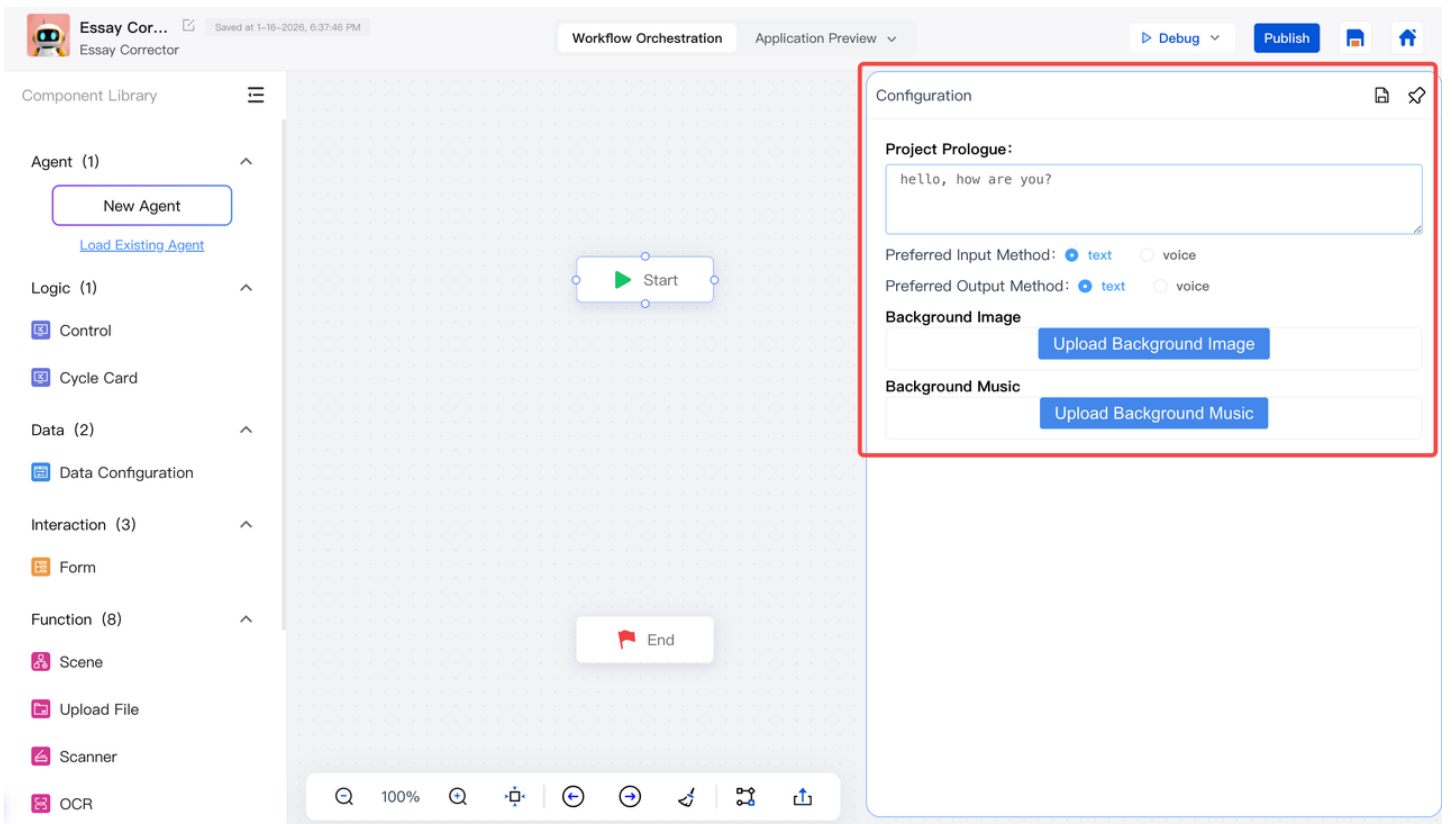 Essay Cor...
Saved at 1-16-2026, 6:37:46 PM
Essay Corrector
Workflow Orchestration
Application Preview
Debug
Publish
Component Library
Agent (1)
New Agent
Load Existing Agent
Logic (1)
Control
Cycle Card
Data (2)
Data Configuration
Interaction (3)
Form
Function (8)
Scene
Upload File
Scanner
OCR
Start
End
100%
Configuration
Project Prologue:
hello, how are you?
Preferred Input Method: text voice
Preferred Output Method: text voice
Background Image
Upload Background Image
Background Music
Upload Background Music